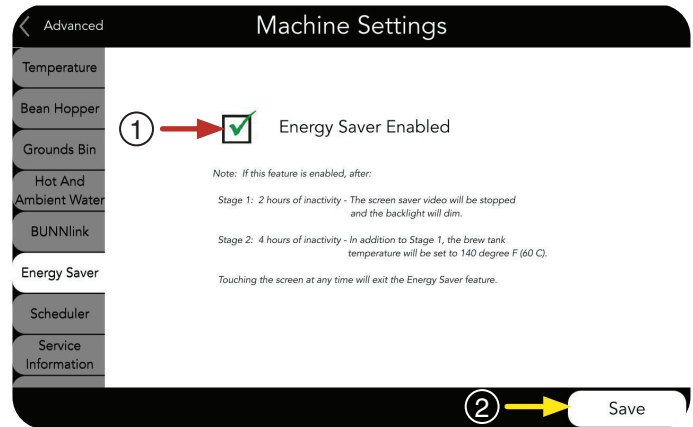 Advanced
Machine Settings
Temperature
Bean Hopper
Grounds Bin
Hot And
Ambient Water
BUNNlink
Energy Saver
Scheduler
Service
Information
1
Energy Saver Enabled
Note: If this feature is enabled, after:
Stage 1: 2 hours of inactivity - The screen saver video will be stopped
and the backlight will dim.
Stage 2: 4 hours of inactivity - In addition to Stage 1, the brew tank
temperature will be set to 140 degree F (60 C).
Touching the screen at any time will exit the Energy Saver feature.
2
Save